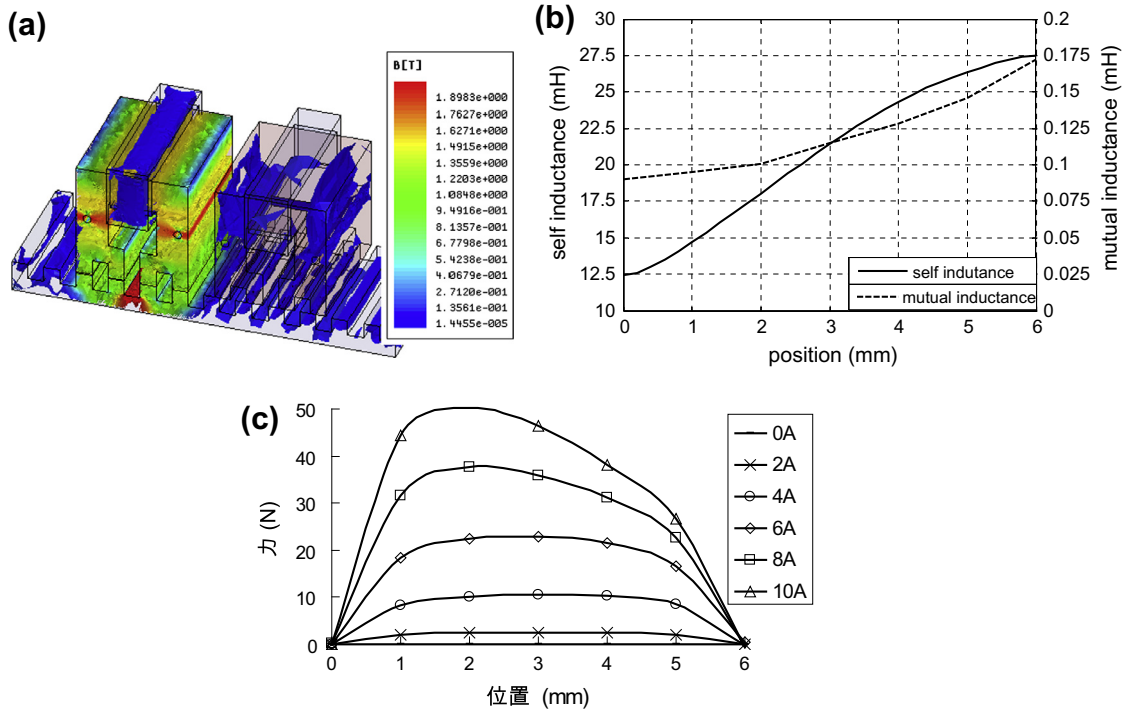 (a)
B[T]
1.8983e+000
1.7627e+000
1.6271e+000
1.4915e+000
1.3559e+000
1.2203e+000
1.0848e+000
9.4916e-001
8.1357e-001
6.7798e-001
5.4238e-001
4.0679e-001
2.7120e-001
1.3561e-001
1.4455e-005
(b)
30
27.5
25
22.5
20
17.5
15
12.5
10
self inductance (mH)
0.2
0.175
0.15
0.125
0.1
0.075
0.05
0.025
0
mutual inductance (mH)
self indutance
mutual inductance
0 1 2 3 4 5 6
position (mm)
(c)
50
40
30
20
10
0
力 (N)
0 1 2 3 4 5 6
位置 (mm)
0A
2A
4A
6A
8A
10A